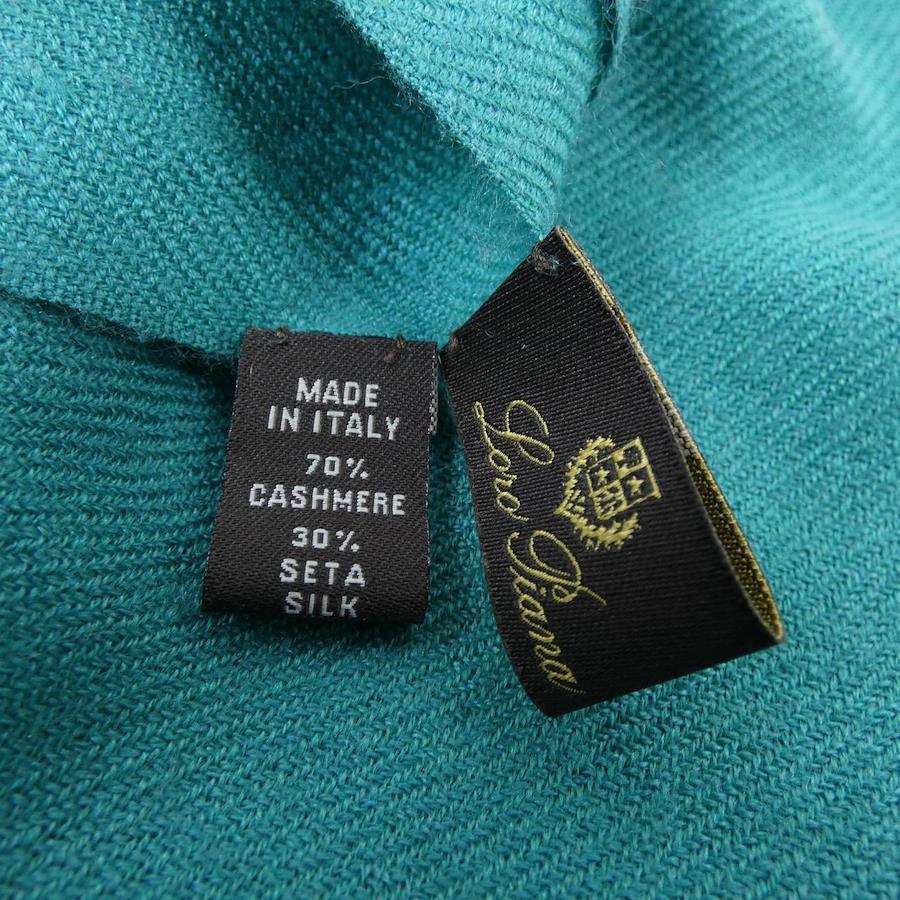 MADE
IN ITALY
70%
CASHMERE
30%
SETA
SILK
Loro Piana